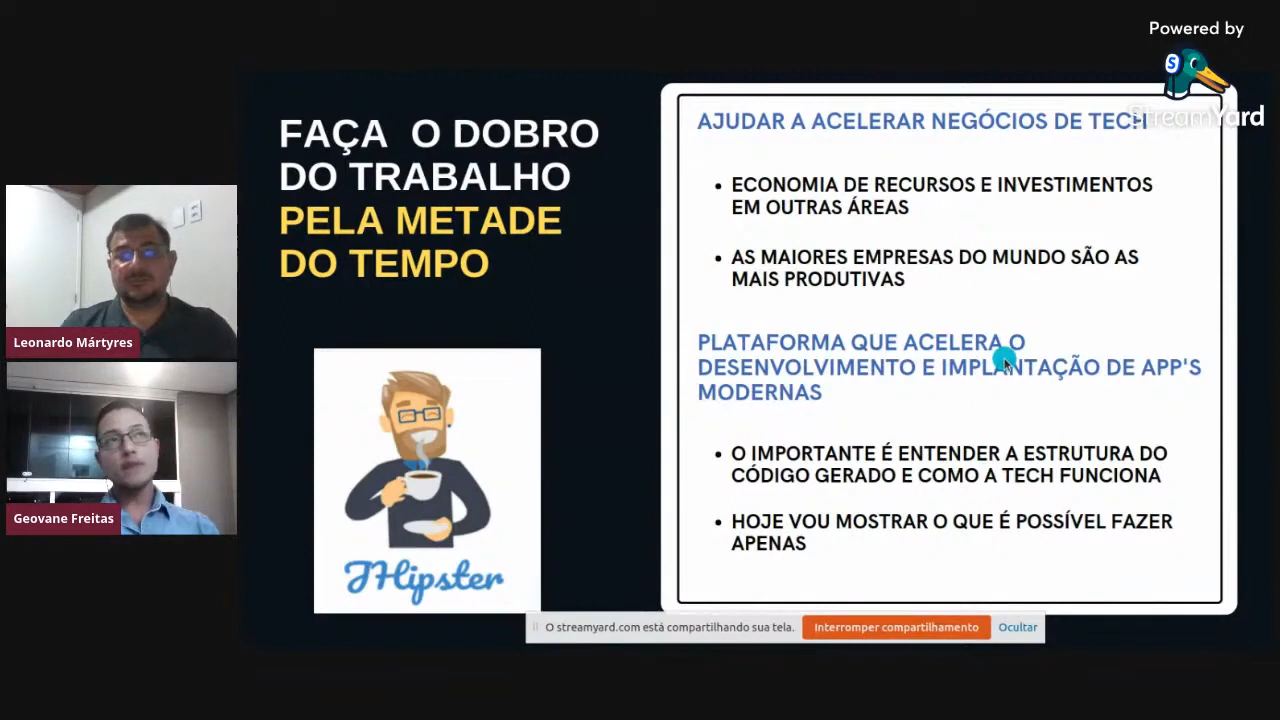 Powered by
StreamYard
FAÇA O DOBRO
DO TRABALHO
PELA METADE
DO TEMPO
JHipster
AJUDAR A ACELERAR NEGÓCIOS DE TECH
• ECONOMIA DE RECURSOS E INVESTIMENTOS
EM OUTRAS ÁREAS
• AS MAIORES EMPRESAS DO MUNDO SÃO AS
MAIS PRODUTIVAS
PLATAFORMA QUE ACELERA O
DESENVOLVIMENTO E IMPLANTAÇÃO DE APP'S
MODERNAS
• O IMPORTANTE É ENTENDER A ESTRUTURA DO
CÓDIGO GERADO E COMO A TECH FUNCIONA
• HOJE VOU MOSTRAR O QUE É POSSÍVEL FAZER
APENAS
Leonardo Mártyres
Geovane Freitas
O streamyard.com está compartilhando sua tela. Interromper compartilhamento Ocultar